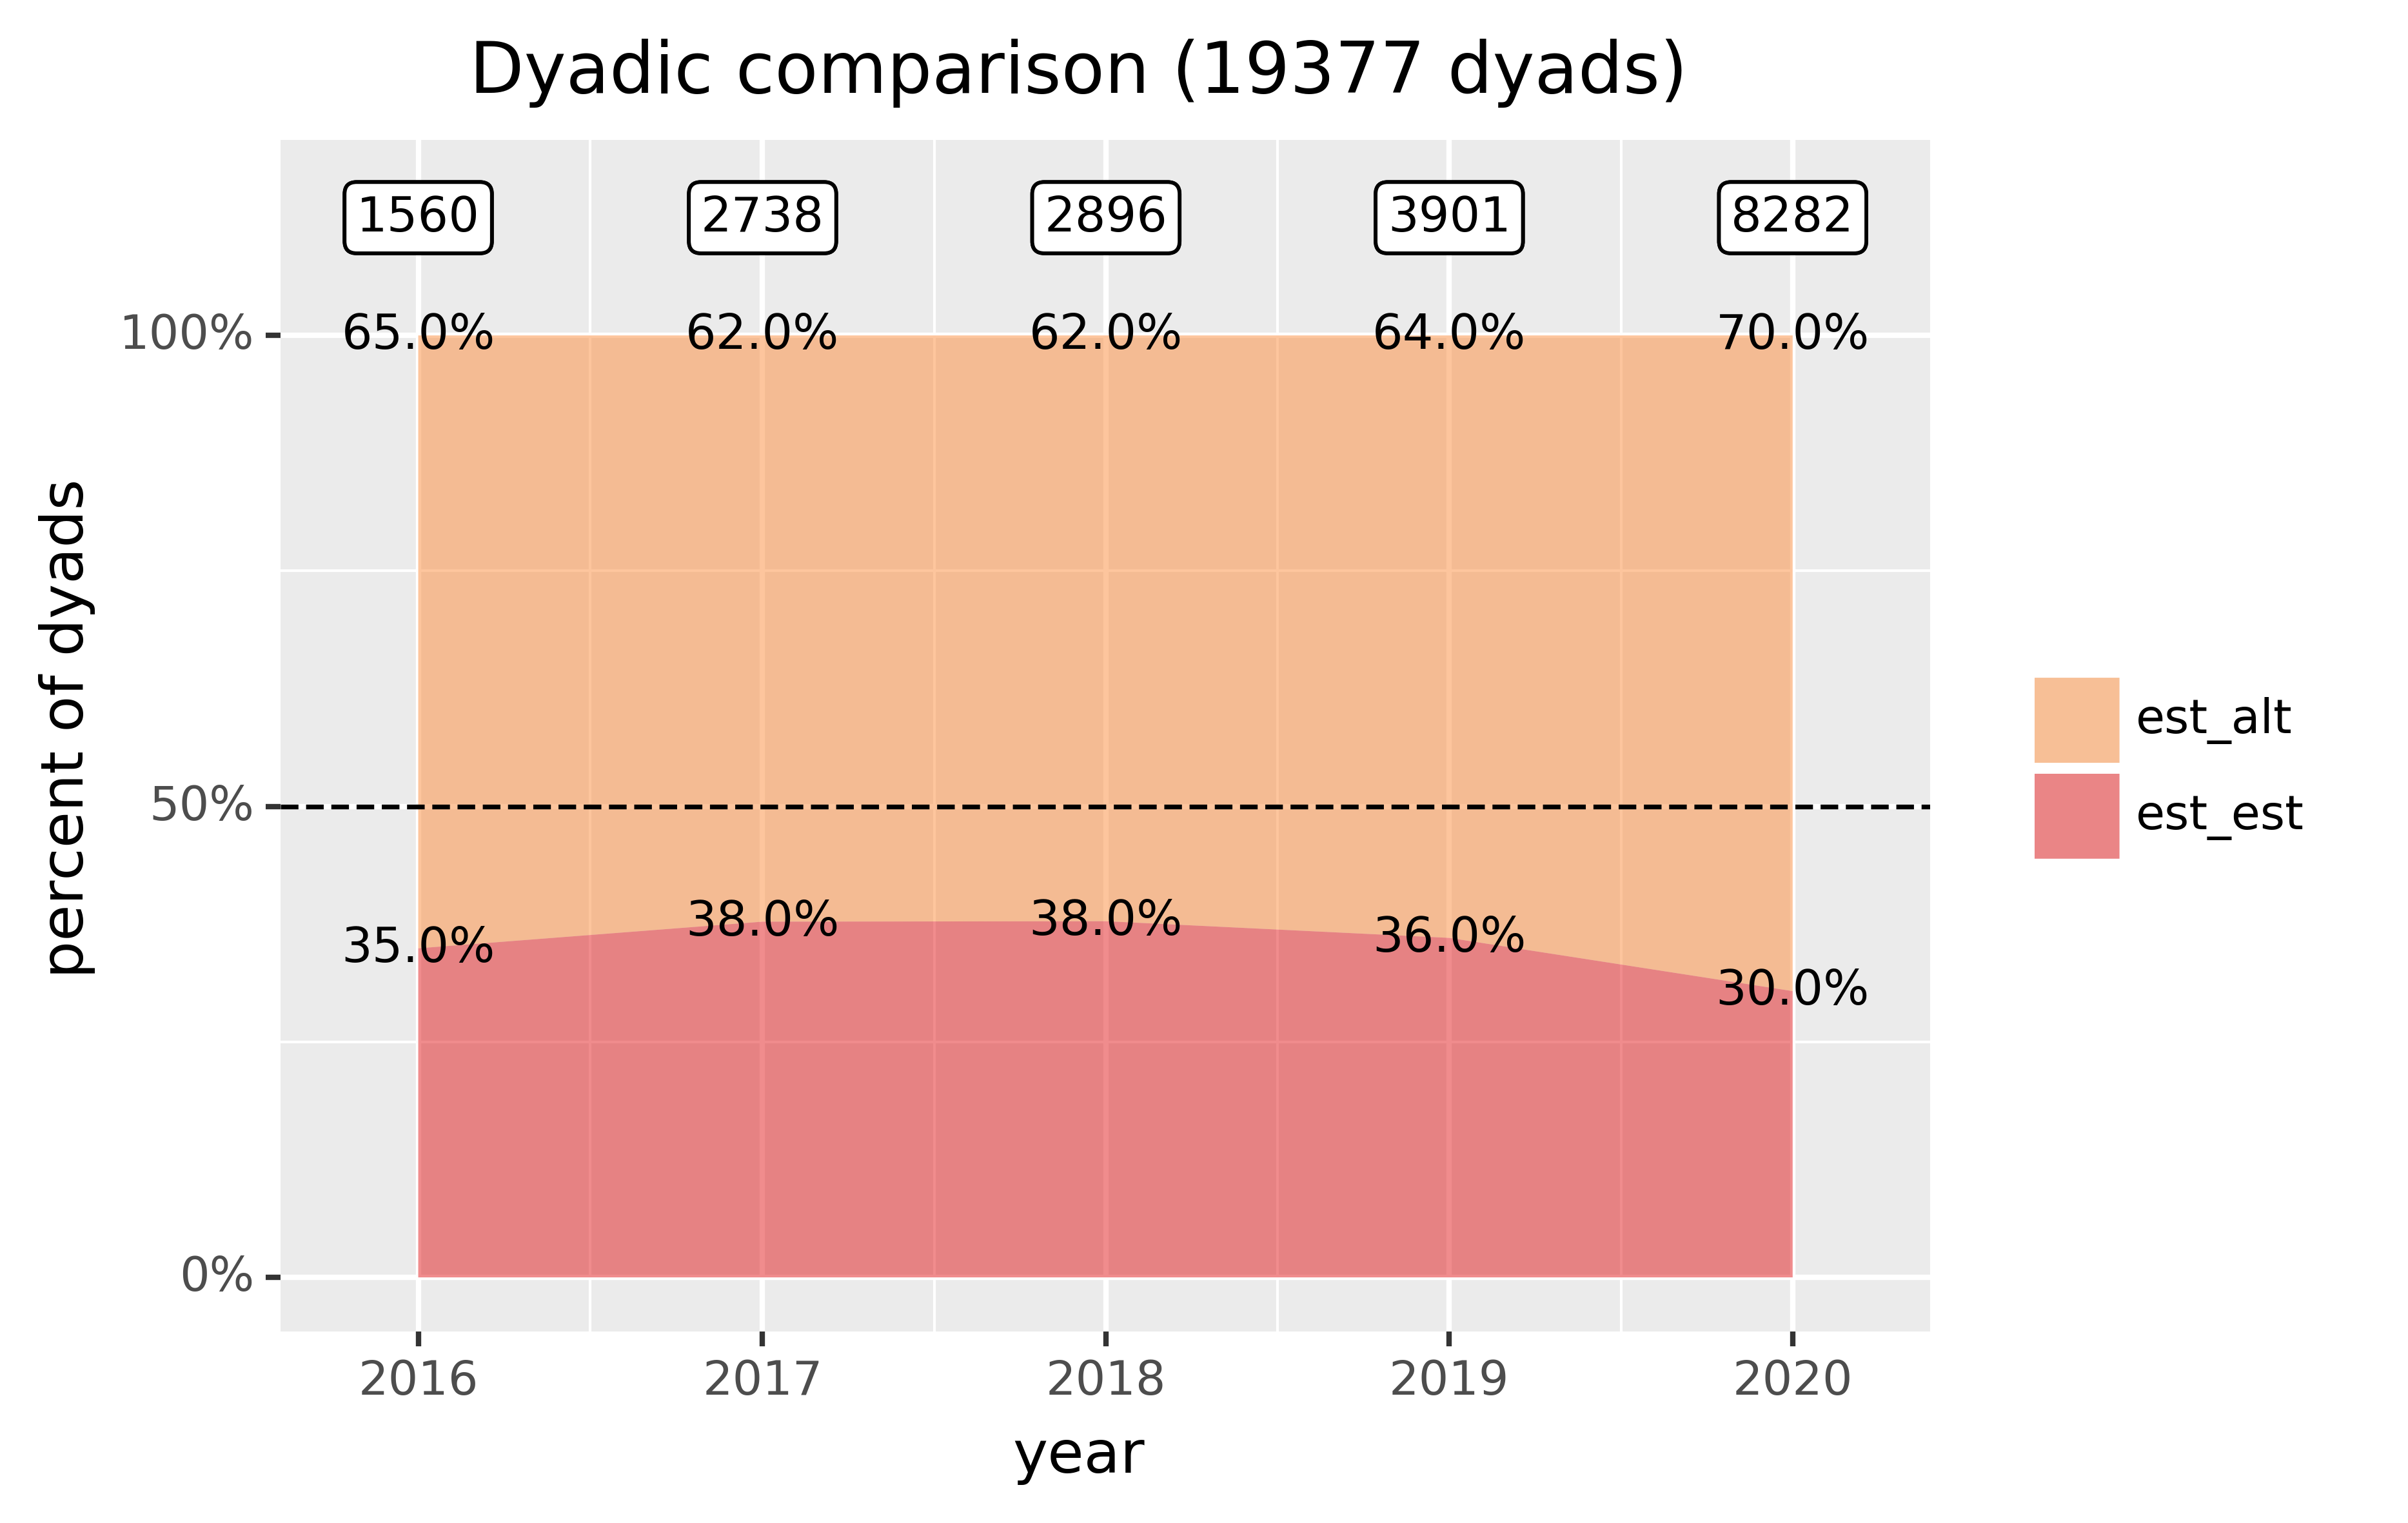 Dyadic comparison (19377 dyads)
1560 2738 2896 3901 8282
100% 65.0% 62.0% 62.0% 64.0% 70.0%
percent of dyads
est_alt
50%
est_est
35.0% 38.0% 38.0% 36.0% 30.0%
0%
2016 2017 2018 2019 2020
year